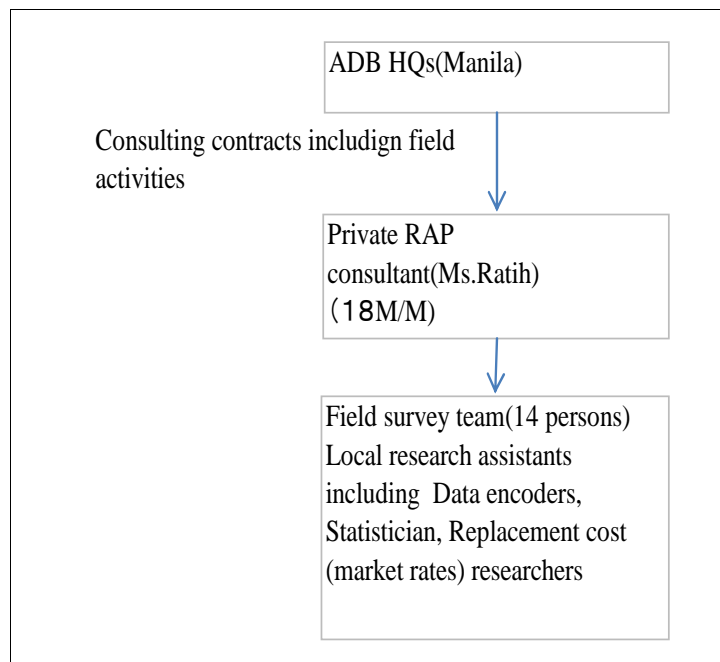 ADB HQs(Manila)
Consulting contracts includign field
activities
Private RAP
consultant(Ms.Ratih)
（18M/M)
Field survey team(14 persons)
Local research assistants
including  Data encoders,
Statistician, Replacement cost
(market rates) researchers